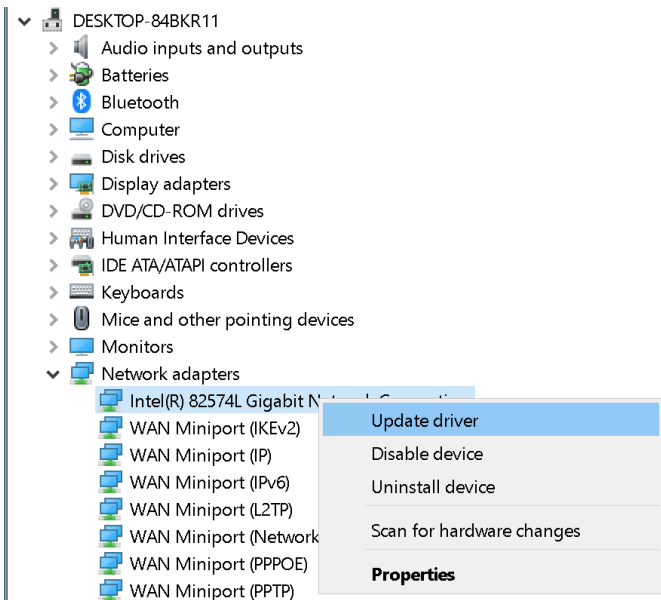 DESKTOP-84BKR11
Audio inputs and outputs
Batteries
Bluetooth
Computer
Disk drives
Display adapters
DVD/CD-ROM drives
Human Interface Devices
IDE ATA/ATAPI controllers
Keyboards
Mice and other pointing devices
Monitors
Network adapters
Intel(R) 82574L Gigabit
WAN Miniport (IKEv2)
WAN Miniport (IP)
WAN Miniport (IPv6)
WAN Miniport (L2TP)
WAN Miniport (Network
WAN Miniport (PPPOE)
WAN Miniport (PPTP)
Update driver
Disable device
Uninstall device
Scan for hardware changes
Properties